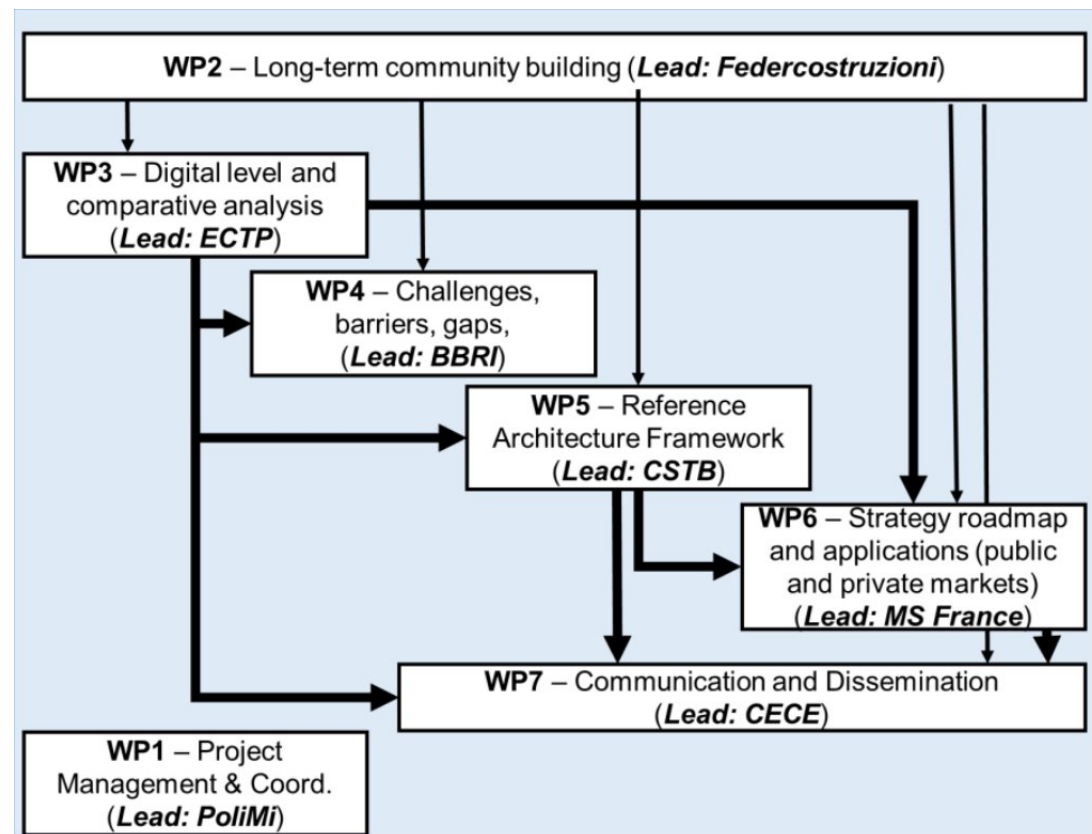 WP2 – Long-term community building (Lead: Federcostruzioni)
WP3 – Digital level and
comparative analysis
(Lead: ECTP)
WP4 – Challenges,
barriers, gaps,
(Lead: BBRI)
WP5 – Reference
Architecture Framework
(Lead: CSTB)
WP6 – Strategy roadmap
and applications (public
and private markets)
(Lead: MS France)
WP7 – Communication and Dissemination
(Lead: CECE)
WP1 – Project
Management & Coord.
(Lead: PoliMi)